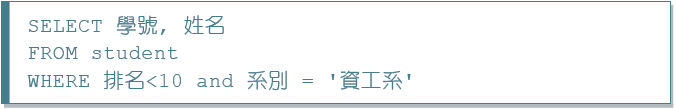 SELECT 學號, 姓名
FROM student
WHERE 排名<10 and 系別 = '資工系'